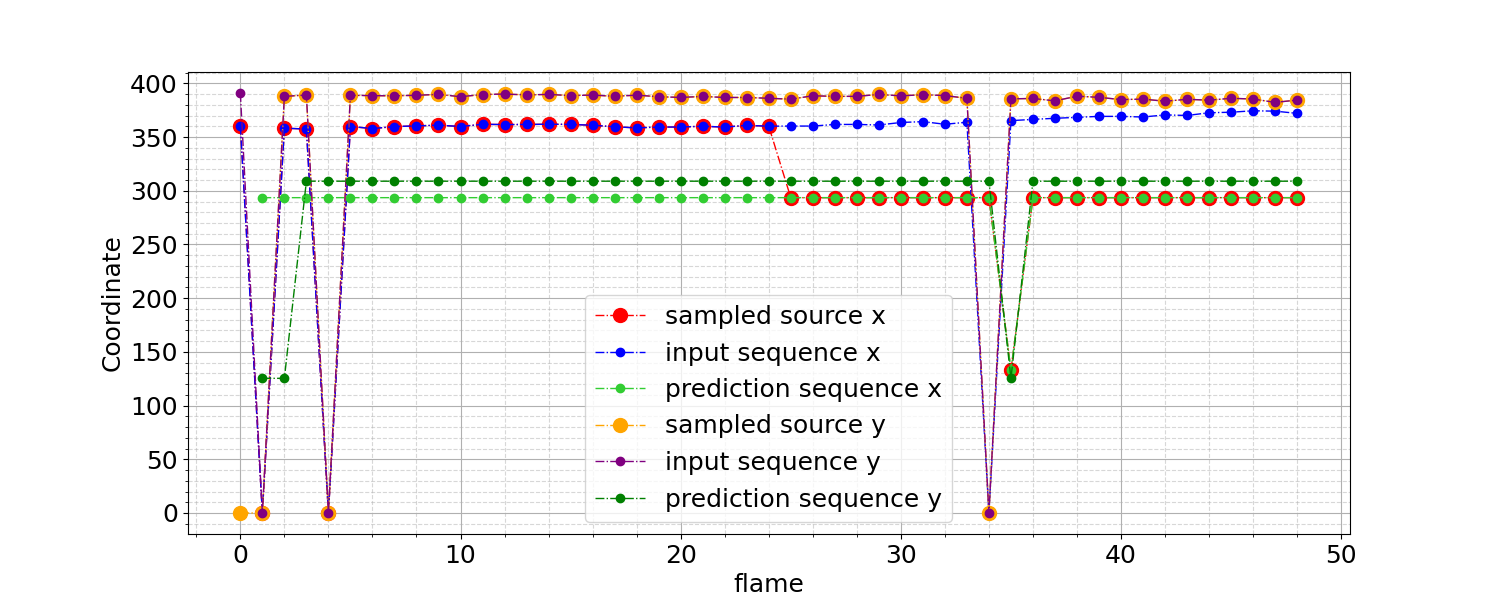 400
350
300
250
200
150
100
50
0
Coordinate
sampled source x
input sequence x
prediction sequence x
sampled source y
input sequence y
prediction sequence y
0 10 20 30 40 50
flame